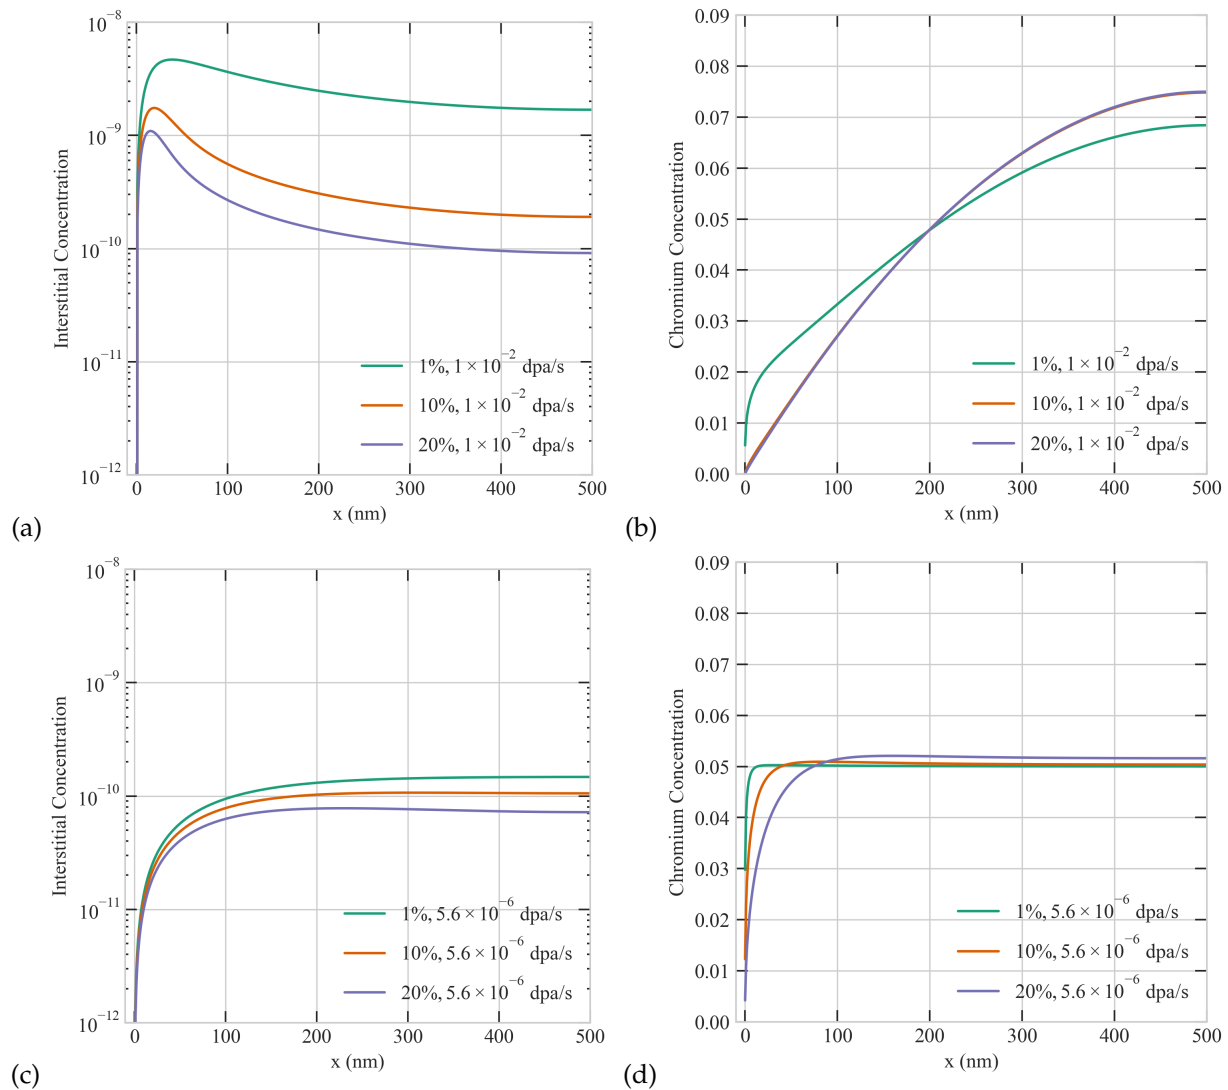 10⁻⁸
10⁻⁹
10⁻¹⁰
10⁻¹¹
10⁻¹²
Interstitial Concentration
1%, 1 × 10⁻² dpa/s
10%, 1 × 10⁻² dpa/s
20%, 1 × 10⁻² dpa/s
0 100 200 300 400 500
x (nm)
(a)
0.09
0.08
0.07
0.06
0.05
0.04
0.03
0.02
0.01
0.00
Chromium Concentration
1%, 1 × 10⁻² dpa/s
10%, 1 × 10⁻² dpa/s
20%, 1 × 10⁻² dpa/s
0 100 200 300 400 500
x (nm)
(b)
10⁻⁸
10⁻⁹
10⁻¹⁰
10⁻¹¹
10⁻¹²
Interstitial Concentration
1%, 5.6 × 10⁻⁶ dpa/s
10%, 5.6 × 10⁻⁶ dpa/s
20%, 5.6 × 10⁻⁶ dpa/s
0 100 200 300 400 500
x (nm)
(c)
0.09
0.08
0.07
0.06
0.05
0.04
0.03
0.02
0.01
0.00
Chromium Concentration
1%, 5.6 × 10⁻⁶ dpa/s
10%, 5.6 × 10⁻⁶ dpa/s
20%, 5.6 × 10⁻⁶ dpa/s
0 100 200 300 400 500
x (nm)
(d)